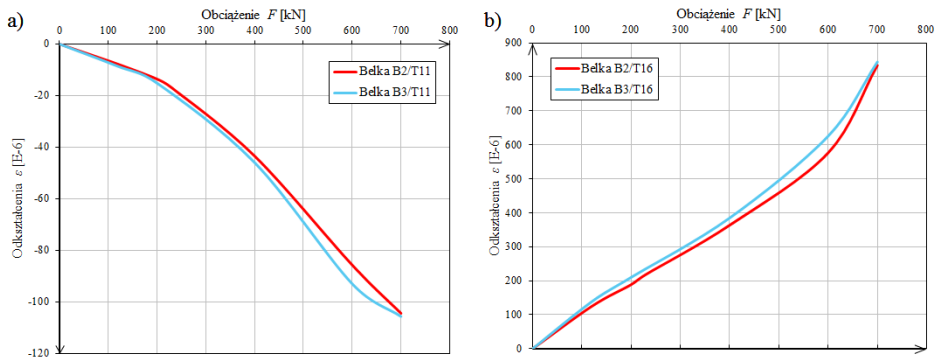 a)
Obciążenie F [kN]
0 100 200 300 400 500 600 700 800
0
-20
-40
-60
-80
-100
-120
Odkształcenia ε [E-6]
Belka B2/T11
Belka B3/T11
b)
Obciążenie F [kN]
900
800
700
600
500
400
300
200
100
0
0 100 200 300 400 500 600 700 800
Odkształcenia ε [E-6]
Belka B2/T16
Belka B3/T16